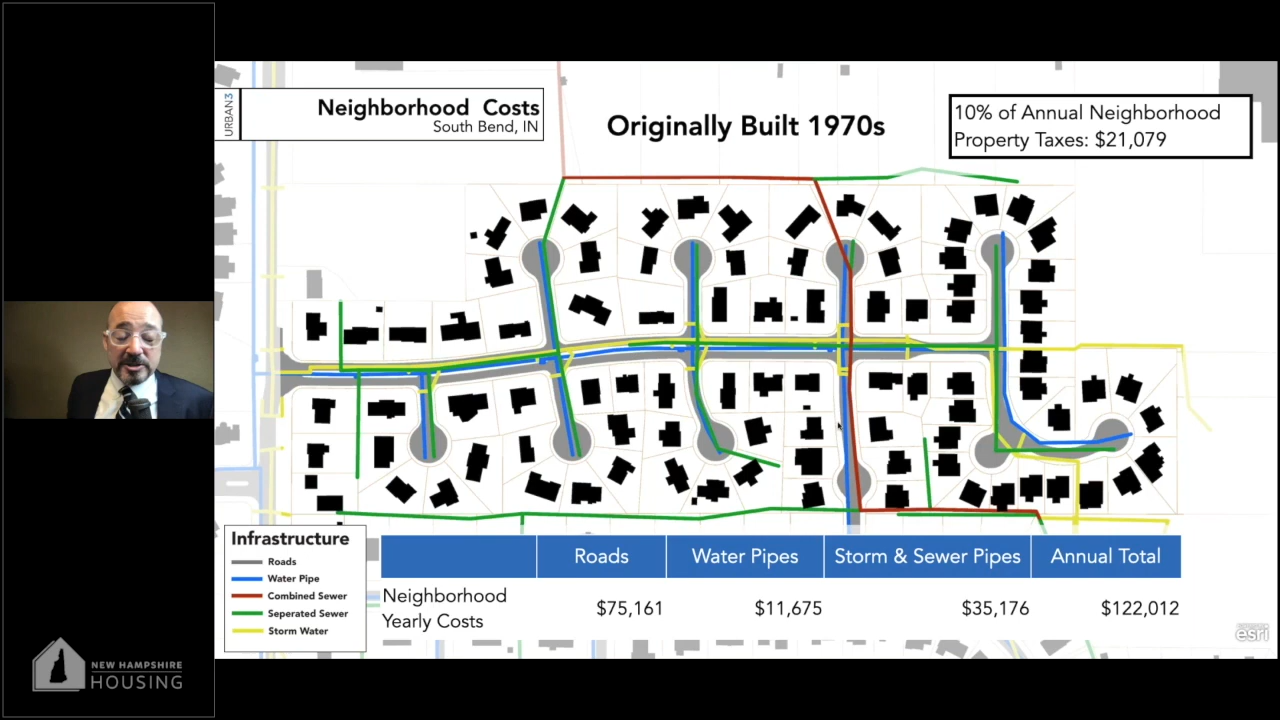 URBAN3
Neighborhood Costs
South Bend, IN
Originally Built 1970s
10% of Annual Neighborhood
Property Taxes: $21,079
Infrastructure
Roads
Water Pipe
Combined Sewer
Seperated Sewer
Storm Water
Roads Water Pipes Storm & Sewer Pipes Annual Total
Neighborhood
Yearly Costs
$75,161 $11,675 $35,176 $122,012
esri
NEW HAMPSHIRE
HOUSING